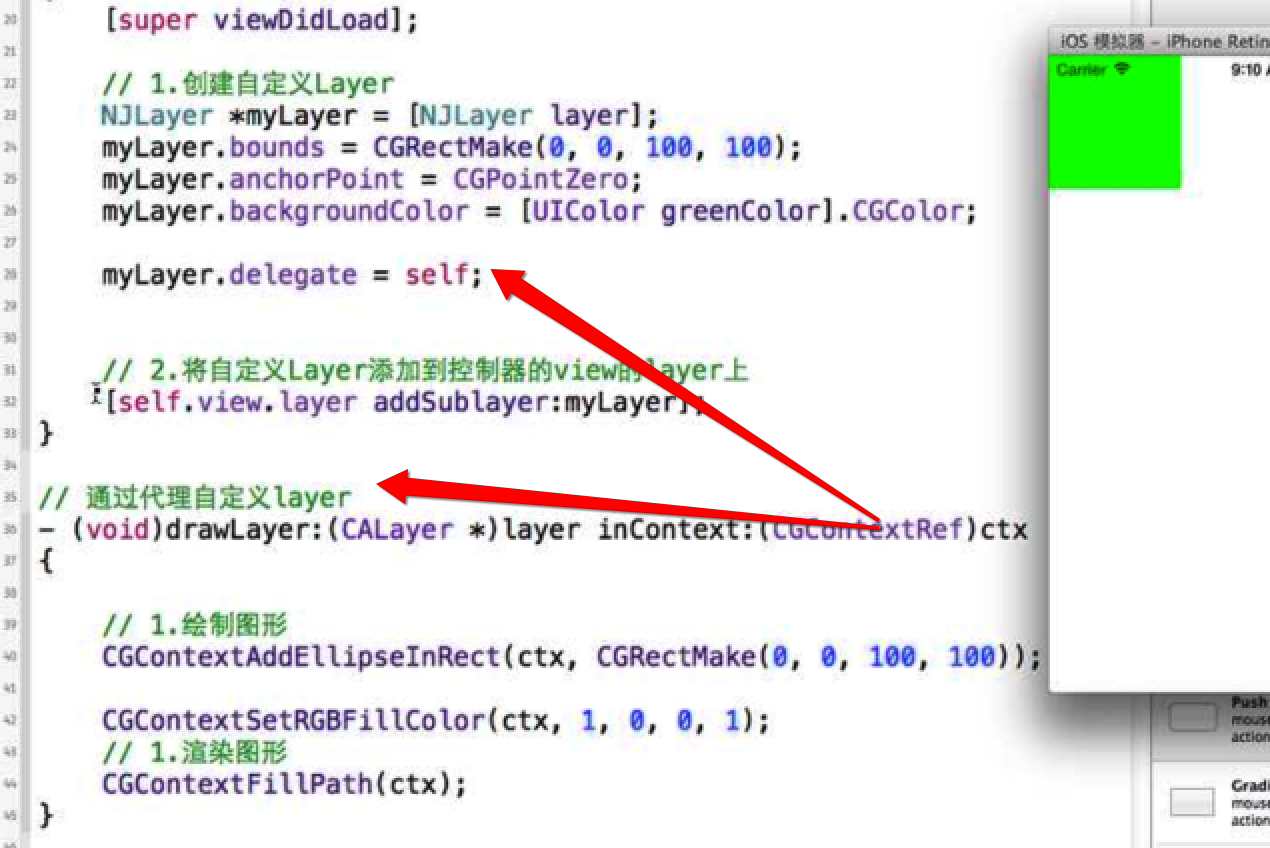 20 [super viewDidLoad];
21
22 // 1.创建自定义Layer
23 NJLayer *myLayer = [NJLayer layer];
24 myLayer.bounds = CGRectMake(0, 0, 100, 100);
25 myLayer.anchorPoint = CGPointZero;
26 myLayer.backgroundColor = [UIColor greenColor].CGColor;
27
28 myLayer.delegate = self;
29
30
31 // 2.将自定义Layer添加到控制器的view的layer上
32 [self.view.layer addSublayer:myLayer];
33 }
34
35 // 通过代理自定义layer
36 - (void)drawLayer:(CALayer *)layer inContext:(CGContextRef)ctx
37 {
38
39 // 1.绘制图形
40 CGContextAddEllipseInRect(ctx, CGRectMake(0, 0, 100, 100));
41
42 CGContextSetRGBFillColor(ctx, 1, 0, 0, 1);
43 // 1.渲染图形
44 CGContextFillPath(ctx);
45 }
iOS 模拟器 - iPhone Retin
Carrier 9:10 A
Push
mouse
action
Gradi
mouse
action